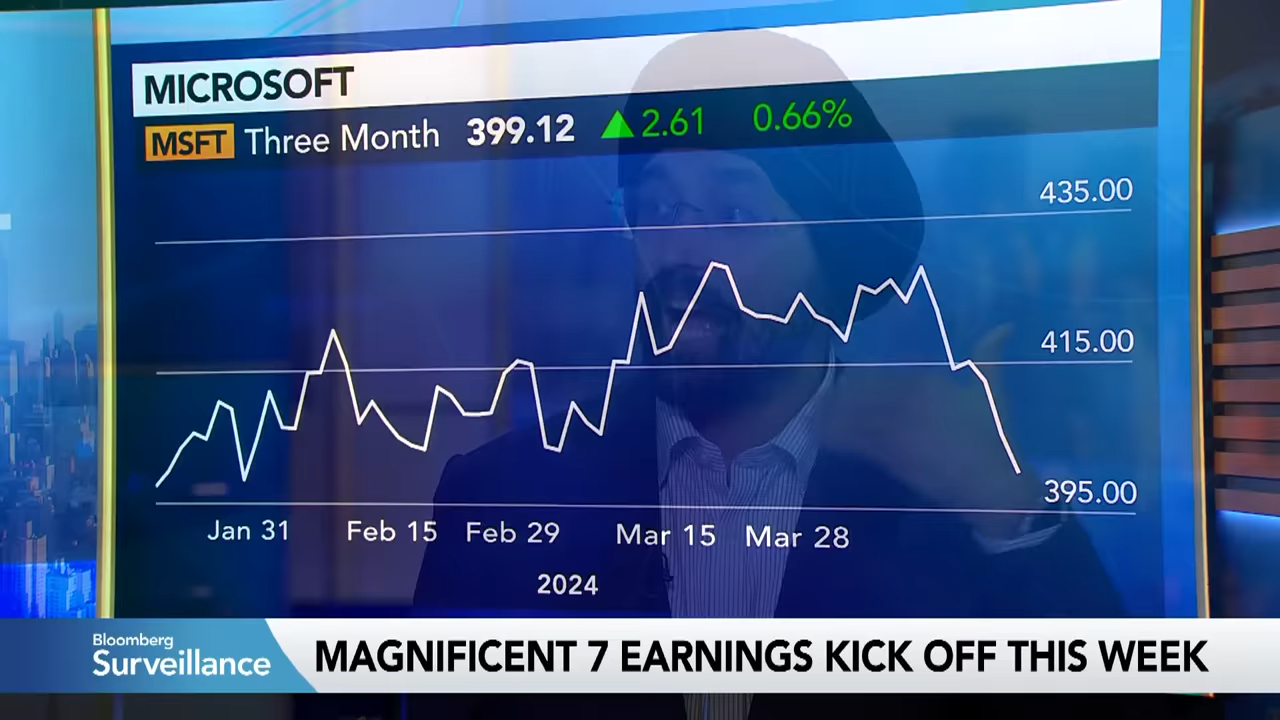 MICROSOFT
MSFT Three Month 399.12 ▲ 2.61 0.66%
435.00
415.00
395.00
Jan 31 Feb 15 Feb 29 Mar 15 Mar 28
2024
Bloomberg
Surveillance
MAGNIFICENT 7 EARNINGS KICK OFF THIS WEEK